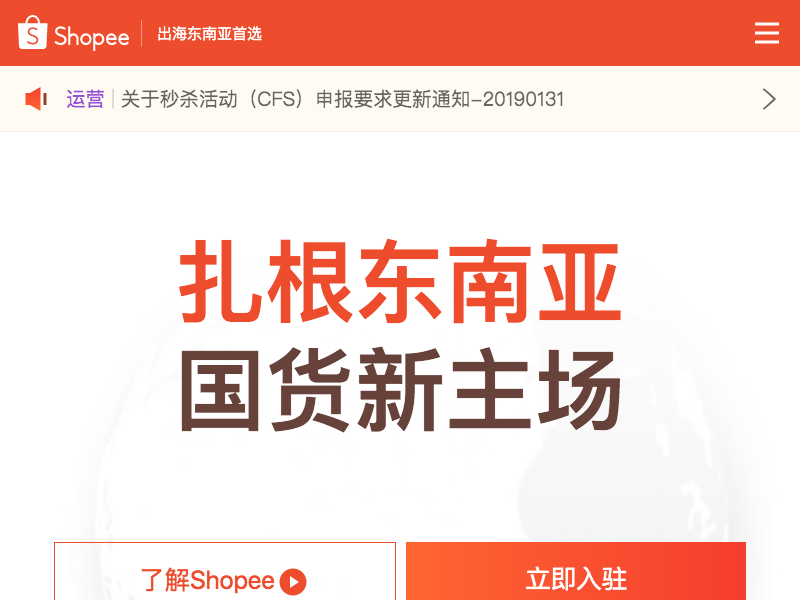 Shopee 出海东南亚首选
运营 关于秒杀活动（CFS）申报要求更新通知-20190131
扎根东南亚
国货新主场
了解Shopee
立即入驻